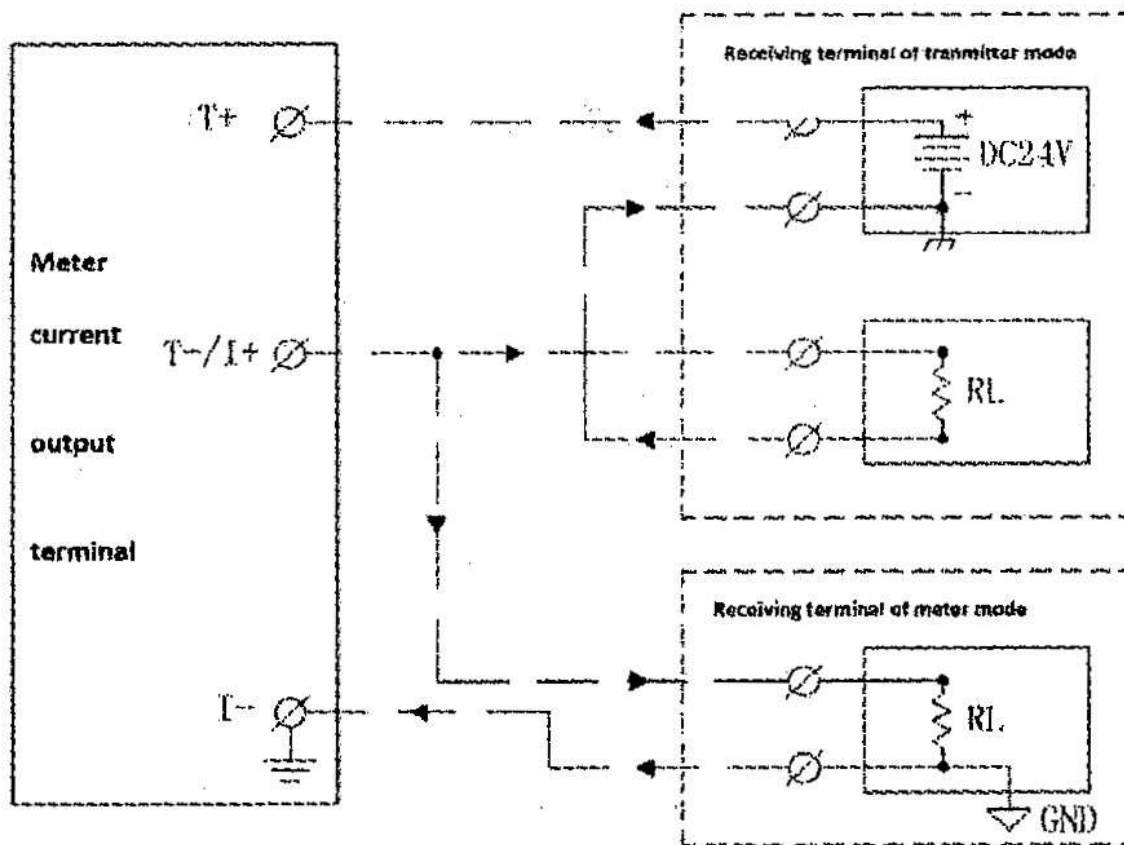 Receiving terminal of tranmitter mode
T+
+
DC24V
-
Meter
current
T-/I+
RL
output
terminal
Receiving terminal of meter mode
I-
RL
GND